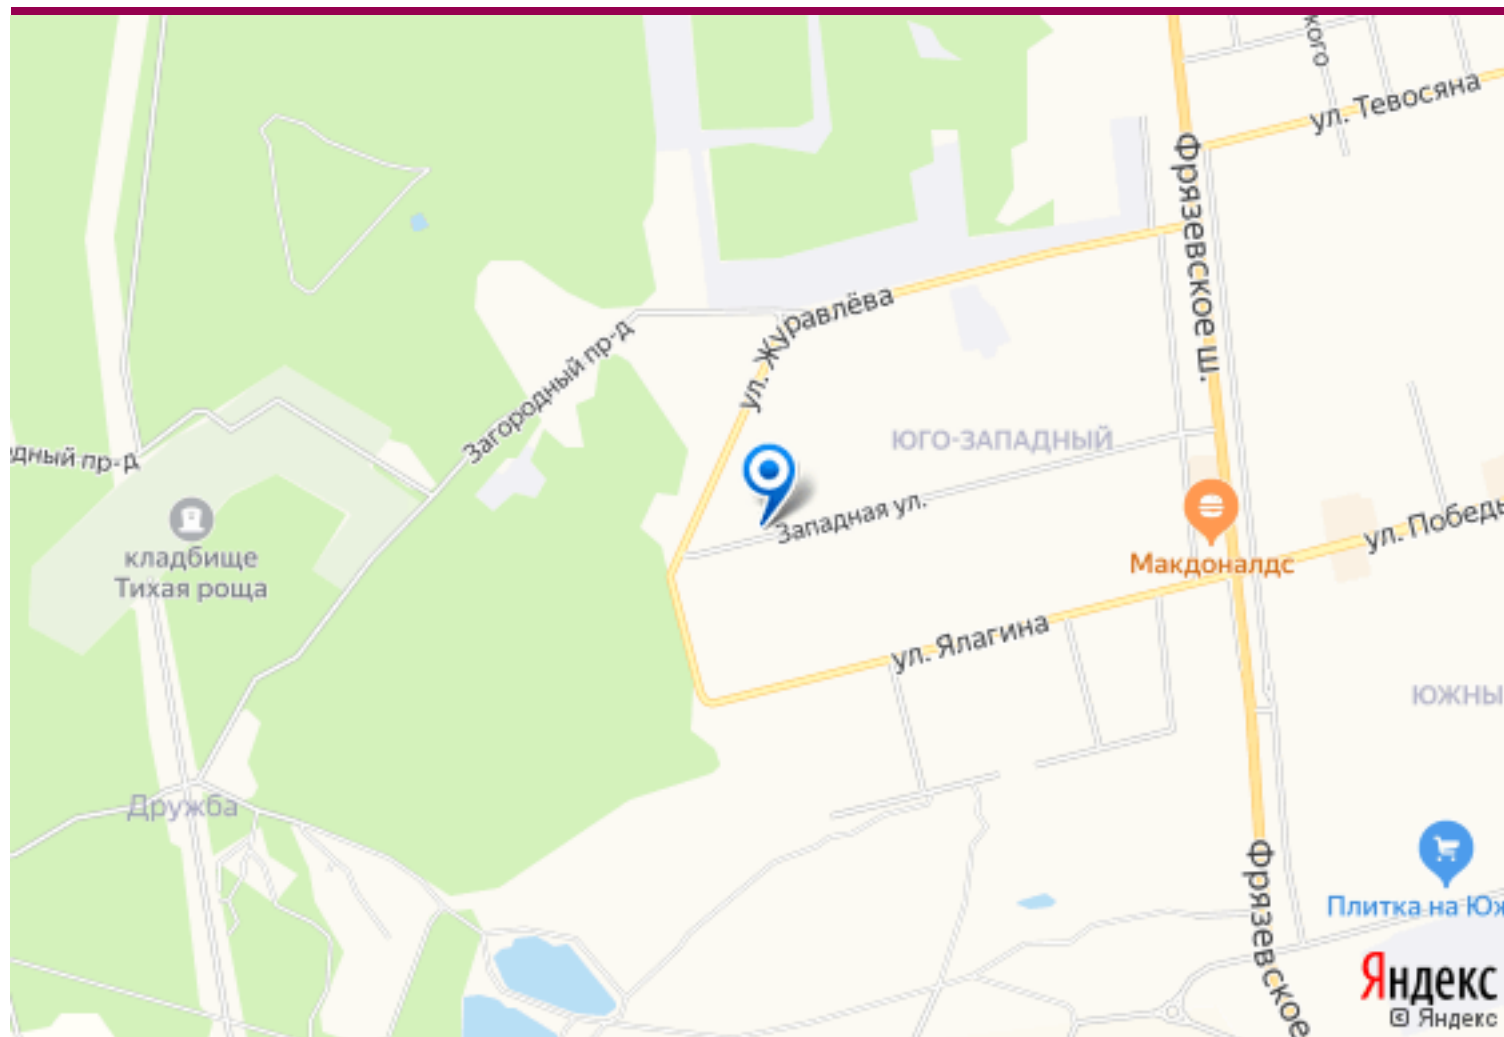 кого
ул. Тевосяна
Фрязевское ш.
ул. Журавлёва
Загородный пр-д
дный пр-д
ЮГО-ЗАПАДНЫЙ
Западная ул.
кладбище
Тихая роща
Макдоналдс
ул. Победы
ул. Ялагина
ЮЖНЫ
Дружба
Плитка на Юж
Фрязевское
Яндекс
© Яндекс